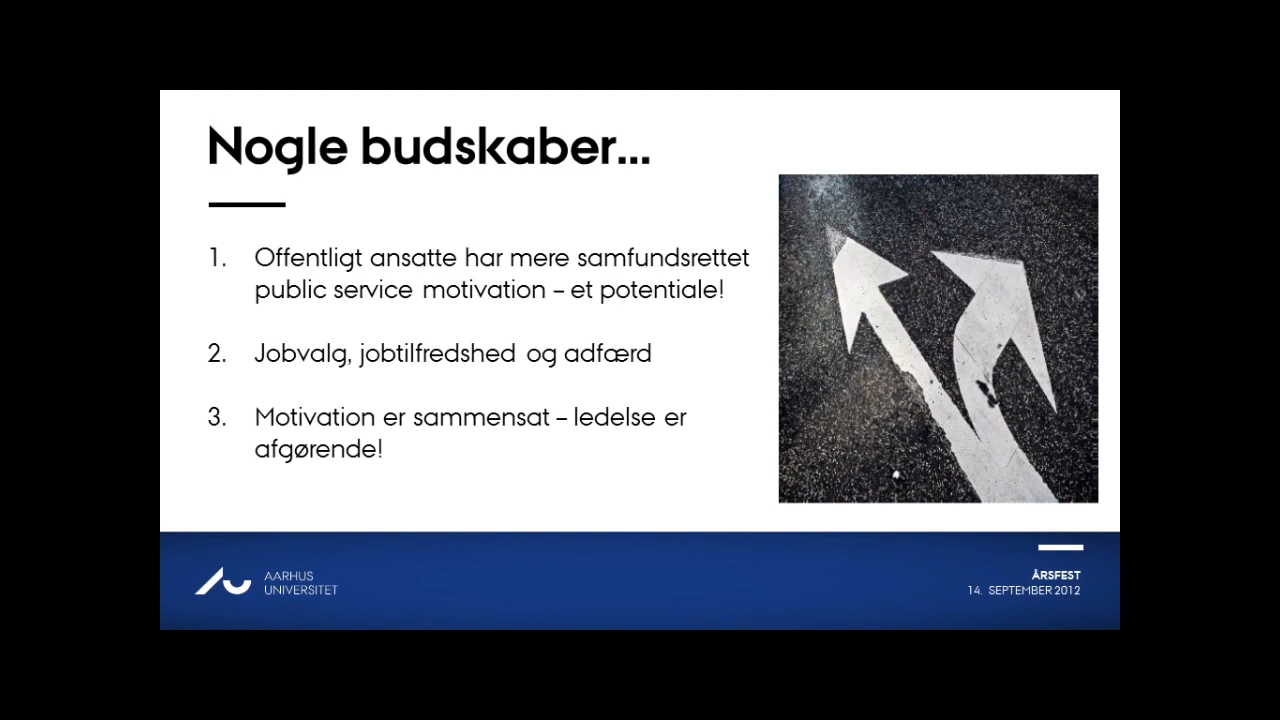 Nogle budskaber...
1. Offentligt ansatte har mere samfundsrettet
public service motivation – et potentiale!
2. Jobvalg, jobtilfredshed og adfærd
3. Motivation er sammensat – ledelse er
afgørende!
AARHUS
UNIVERSITET
ÅRSFEST
14. SEPTEMBER 2012